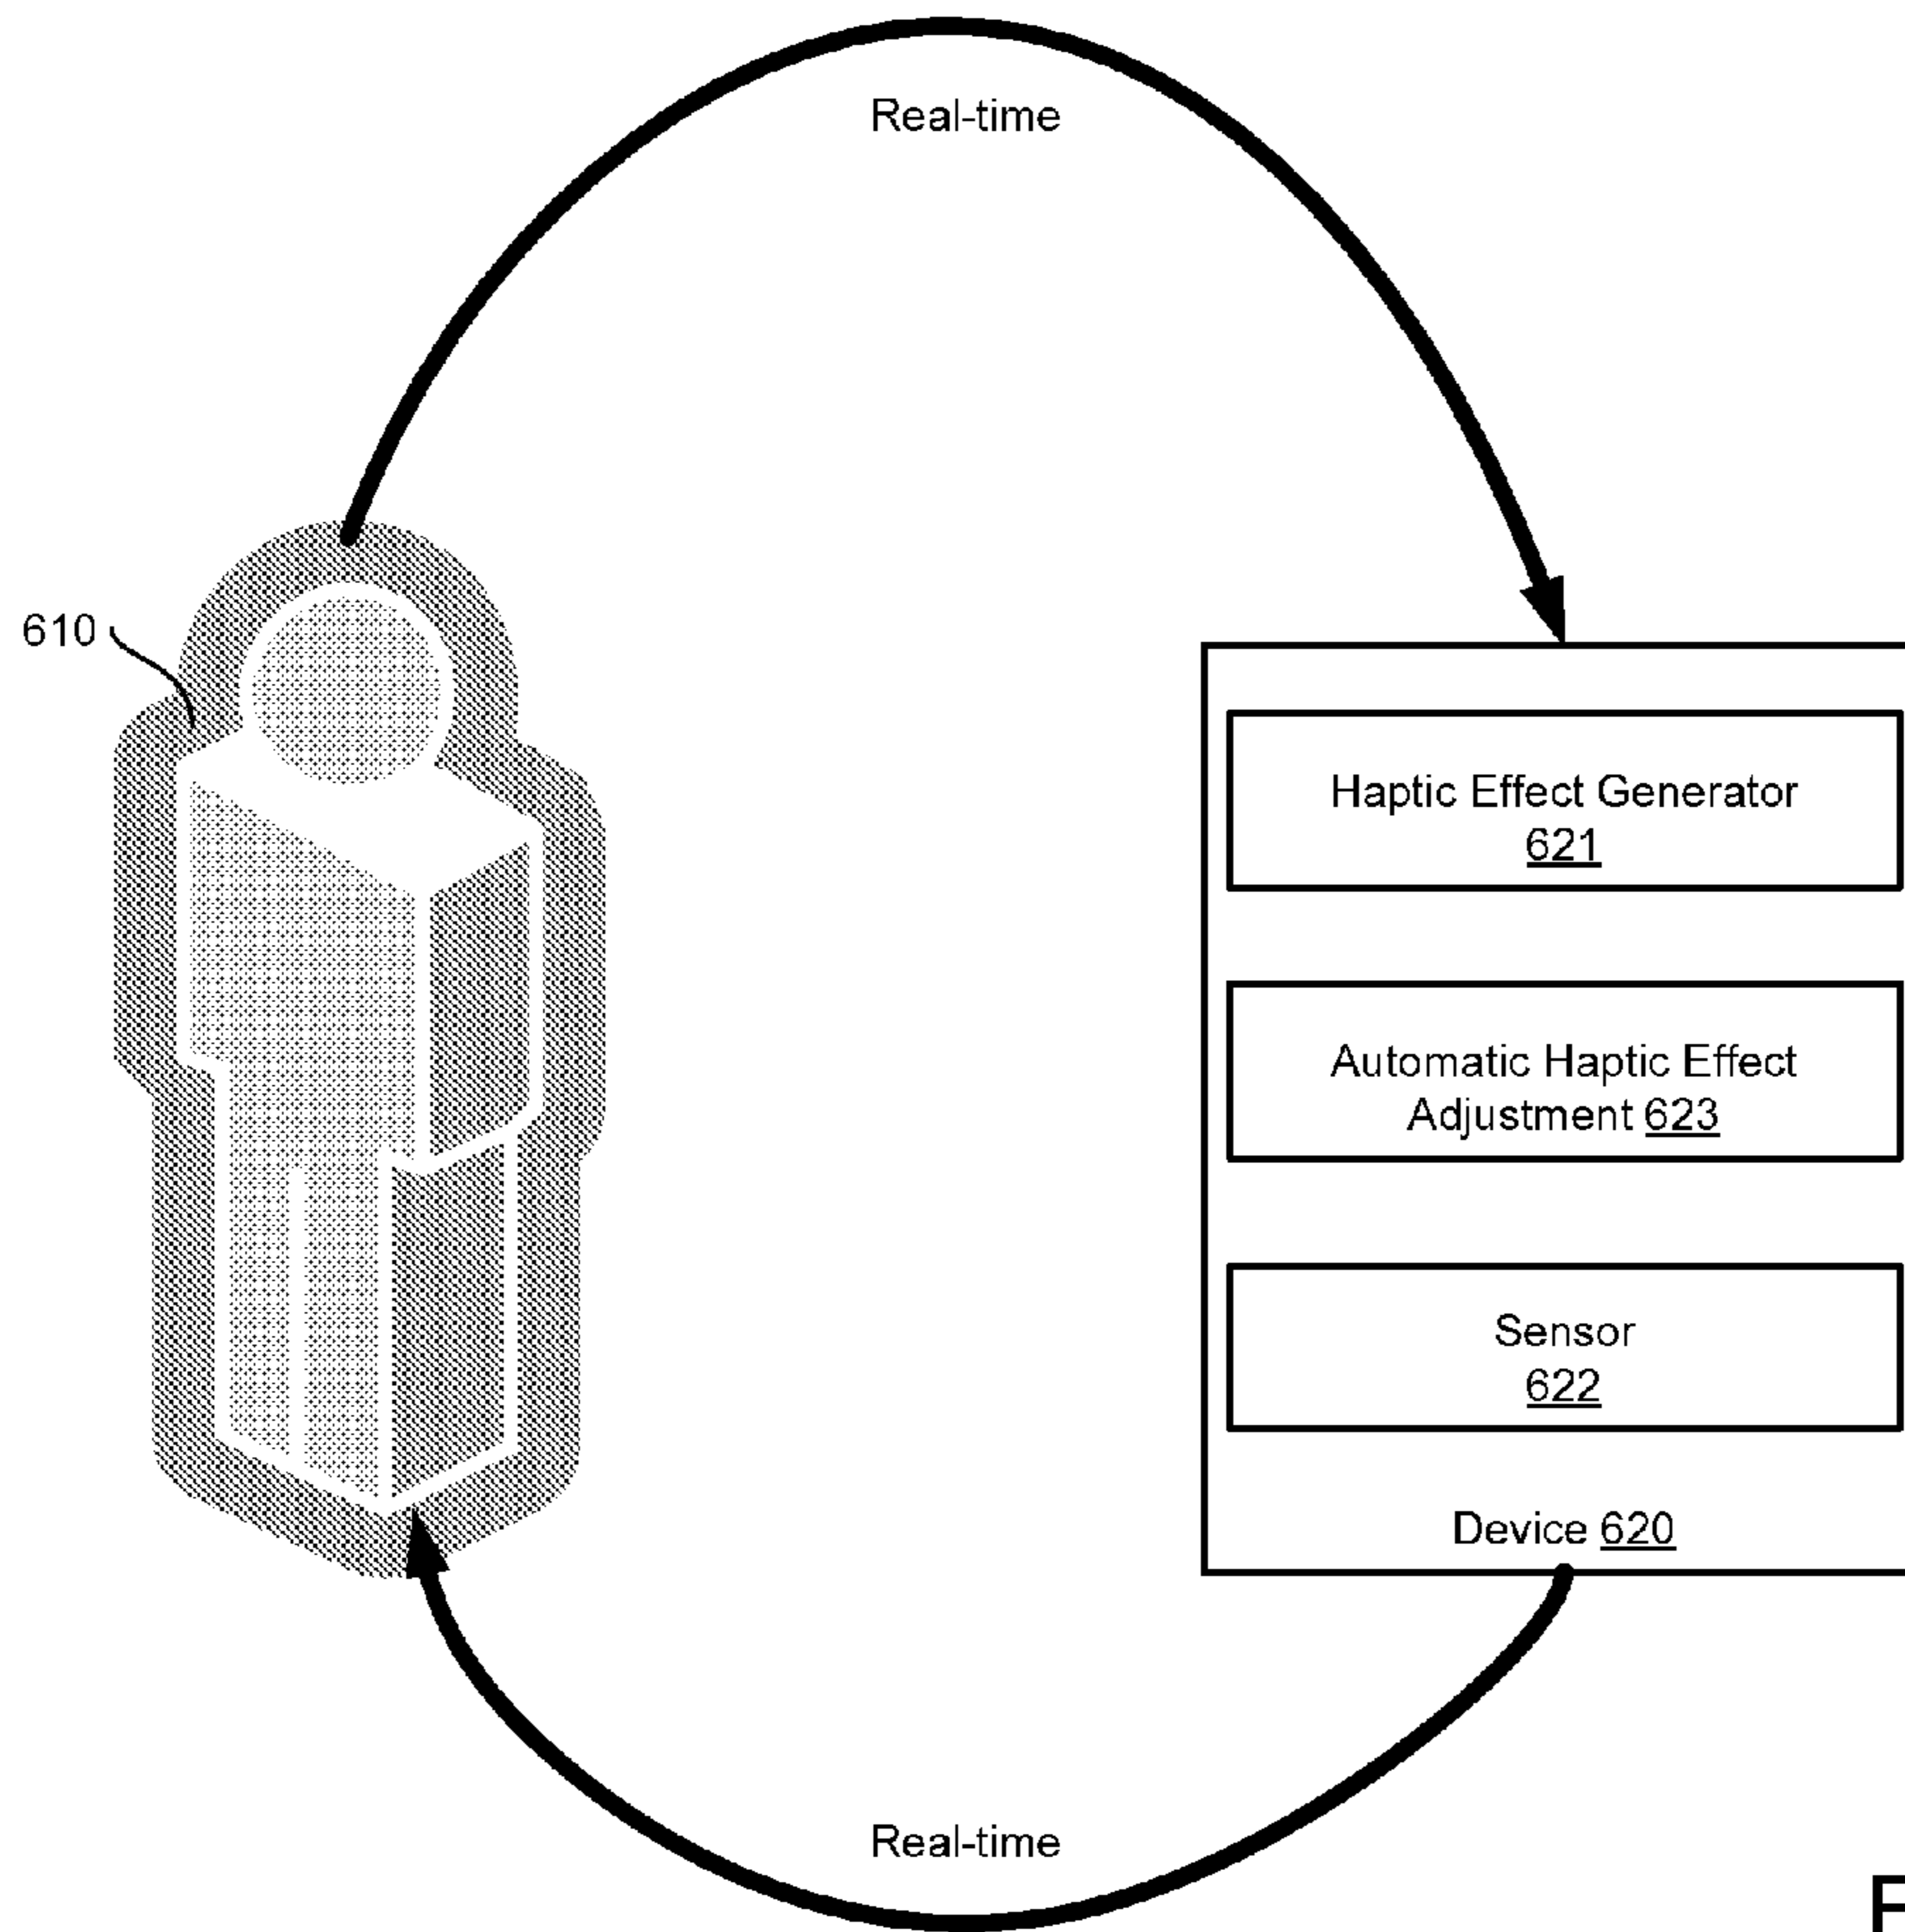 Real-time
610
Haptic Effect Generator
621
Automatic Haptic Effect
Adjustment 623
Sensor
622
Device 620
Real-time
F